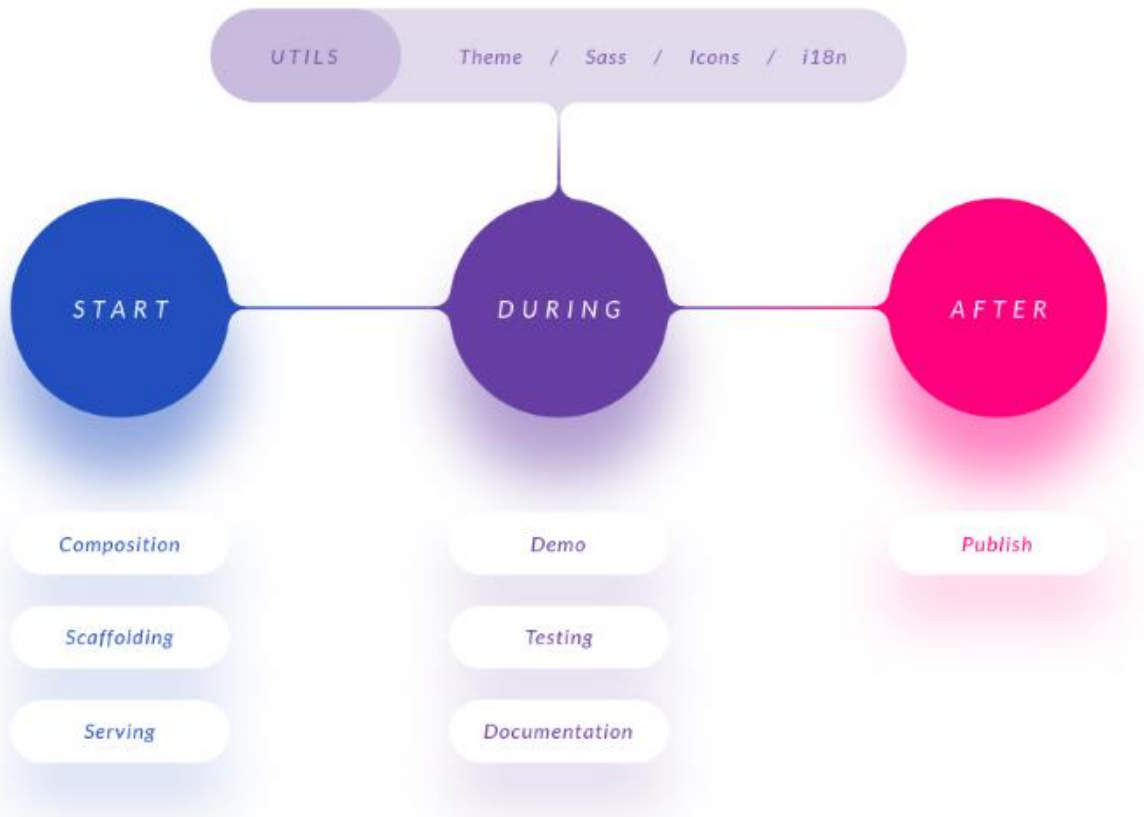 UTILS Theme / Sass / Icons / i18n
START DURING AFTER
Composition Demo Publish
Scaffolding Testing
Serving Documentation